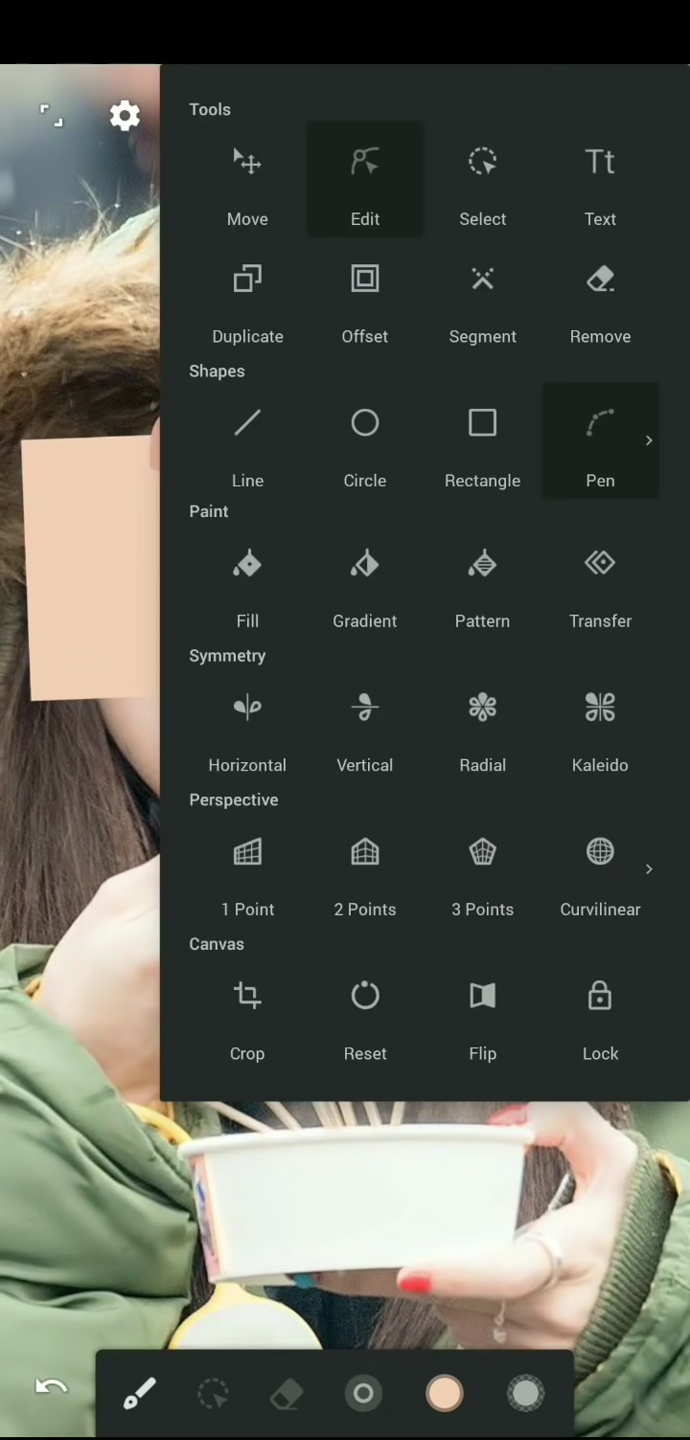 Tools
Move Edit Select Text
Duplicate Offset Segment Remove
Shapes
Line Circle Rectangle Pen
Paint
Fill Gradient Pattern Transfer
Symmetry
Horizontal Vertical Radial Kaleido
Perspective
1 Point 2 Points 3 Points Curvilinear
Canvas
Crop Reset Flip Lock